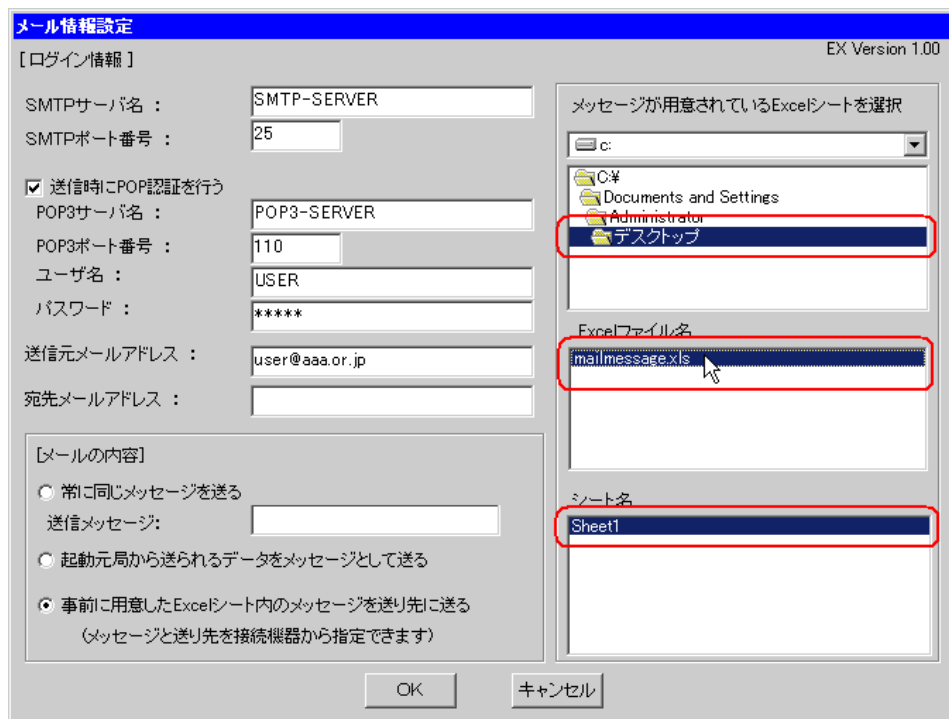 メール情報設定
EX Version 1.00
[ログイン情報 ]
SMTPサーバ名 :
SMTP-SERVER
SMTPポート番号 :
25
送信時にPOP認証を行う
POP3サーバ名 :
POP3-SERVER
POP3ポート番号 :
110
ユーザ名 :
USER
パスワード :
*****
送信元メールアドレス :
user@aaa.or.jp
宛先メールアドレス :
[メールの内容]
常に同じメッセージを送る
送信メッセージ:
起動元局から送られるデータをメッセージとして送る
事前に用意したExcelシート内のメッセージを送り先に送る
(メッセージと送り先を接続機器から指定できます)
メッセージが用意されているExcelシートを選択
c:
C:¥
Documents and Settings
Administrator
デスクトップ
Excelファイル名
mailmessage.xls
シート名
Sheet1
OK
キャンセル